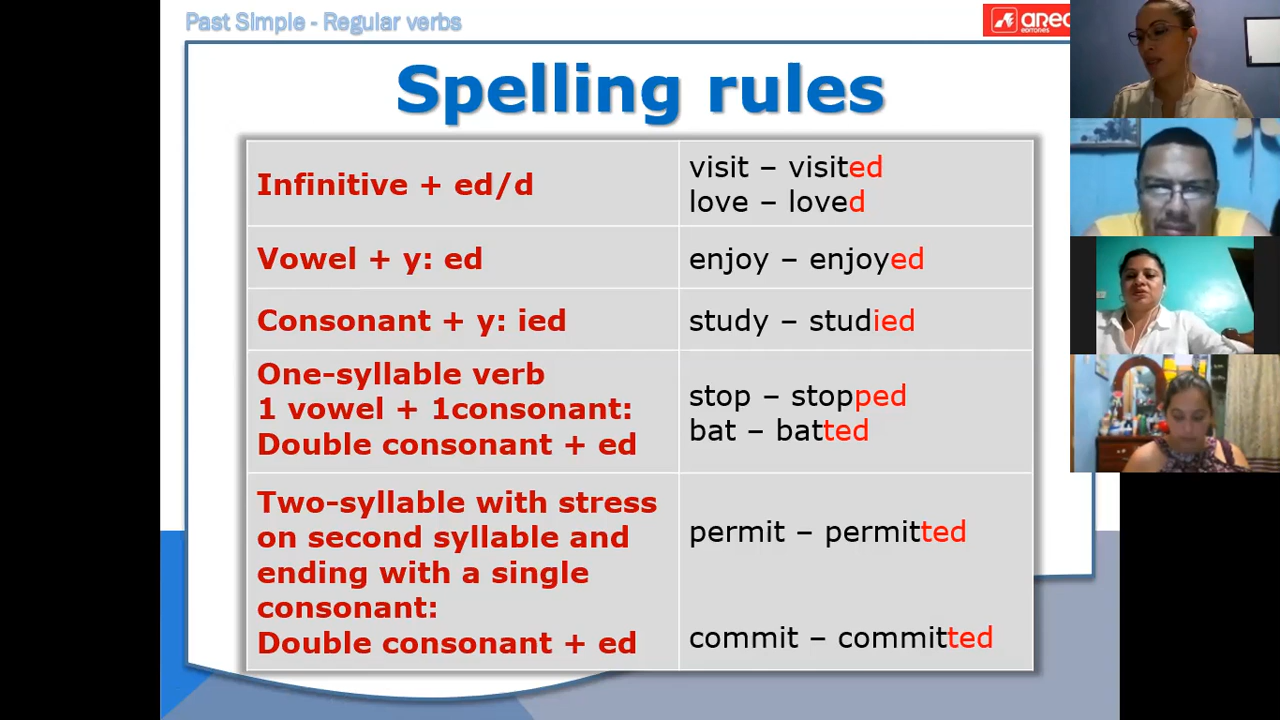 Past Simple - Regular verbs
Spelling rules
Infinitive + ed/d
visit – visited
love – loved
Vowel + y: ed
enjoy – enjoyed
Consonant + y: ied
study – studied
One-syllable verb
1 vowel + 1consonant:
Double consonant + ed
stop – stopped
bat – batted
Two-syllable with stress
on second syllable and
ending with a single
consonant:
Double consonant + ed
permit – permitted
commit – committed